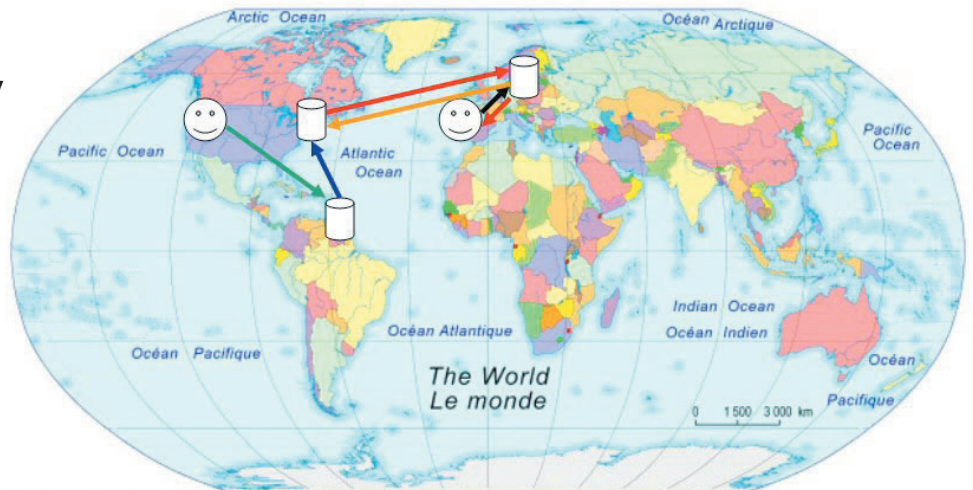 Arctic Ocean
Océan Arctique
y
Pacific Ocean
Atlantic
Ocean
Pacific
Ocean
Océan Pacifique
Océan Atlantique
Indian Ocean
Océan Indien
Océan
Pacifique
The World
Le monde
0 1 500 3 000 km